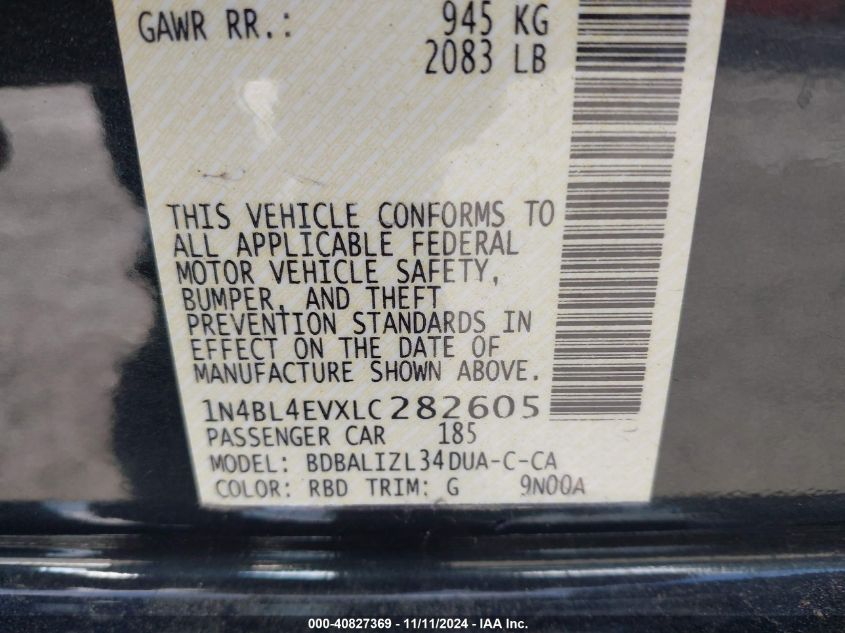 GAWR RR.: 945 KG
2083 LB
THIS VEHICLE CONFORMS TO
ALL APPLICABLE FEDERAL
MOTOR VEHICLE SAFETY,
BUMPER, AND THEFT
PREVENTION STANDARDS IN
EFFECT ON THE DATE OF
MANUFACTURE SHOWN ABOVE.
1N4BL4EVXLC282605
PASSENGER CAR 185
MODEL: BDBALIZL34DUA-C-CA
COLOR: RBD TRIM: G 9N00A
000-40827369 - 11/11/2024 - IAA Inc.